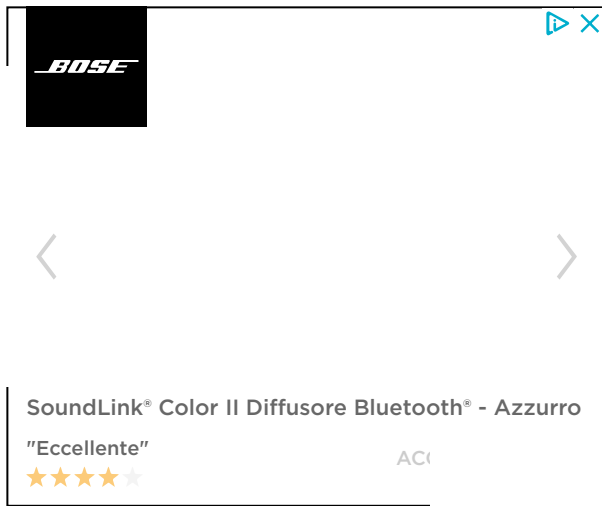 BOSE
SoundLink® Color II Diffusore Bluetooth® - Azzurro
"Eccellente"